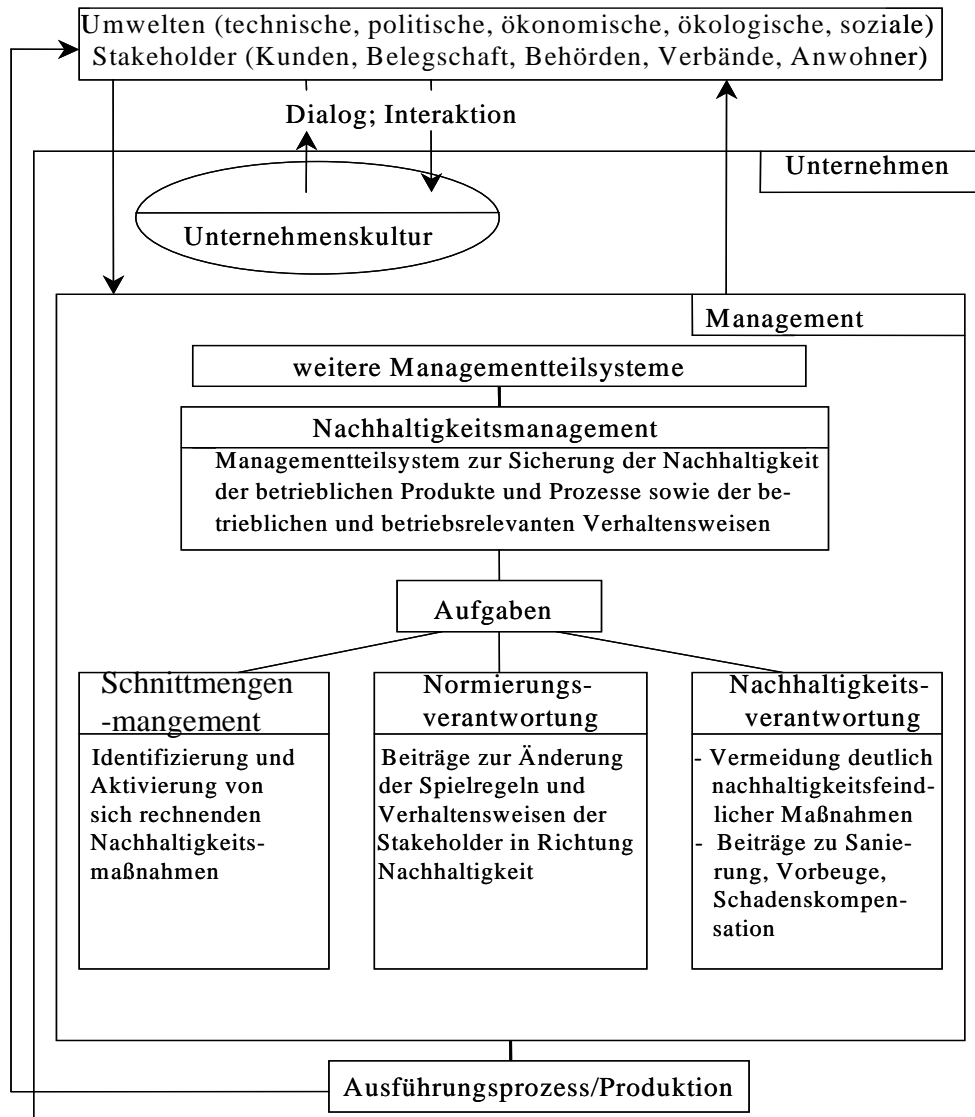 Umwelten (technische, politische, ökonomische, ökologische, soziale)
Stakeholder (Kunden, Belegschaft, Behörden, Verbände, Anwohner)
Dialog; Interaktion
Unternehmen
Unternehmenskultur
Management
weitere Managementteilsysteme
Nachhaltigkeitsmanagement
Managementteilsystem zur Sicherung der Nachhaltigkeit
der betrieblichen Produkte und Prozesse sowie der be-
trieblichen und betriebsrelevanten Verhaltensweisen
Aufgaben
Schnittmengen
-mangement
Identifizierung und
Aktivierung von
sich rechnenden
Nachhaltigkeits-
maßnahmen
Normierungs-
verantwortung
Beiträge zur Änderung
der Spielregeln und
Verhaltensweisen der
Stakeholder in Richtung
Nachhaltigkeit
Nachhaltigkeits-
verantwortung
- Vermeidung deutlich
nachhaltigkeitsfeind-
licher Maßnahmen
- Beiträge zu Sanie-
rung, Vorbeuge,
Schadenskompen-
sation
Ausführungsprozess/Produktion